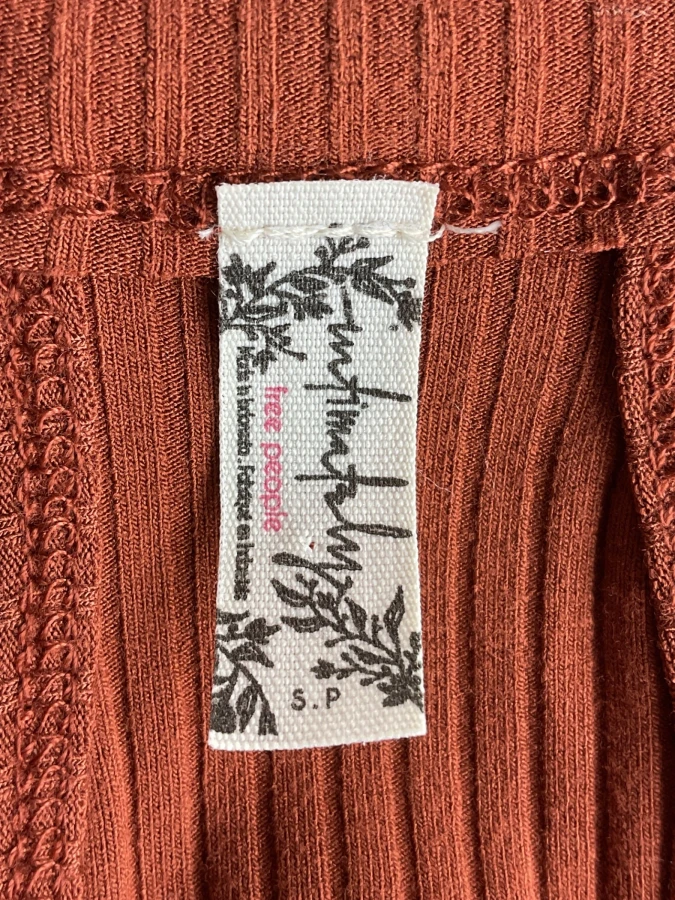 intimately
free people
Made in Indonesia. Fabriqué en Indonésie
S.P